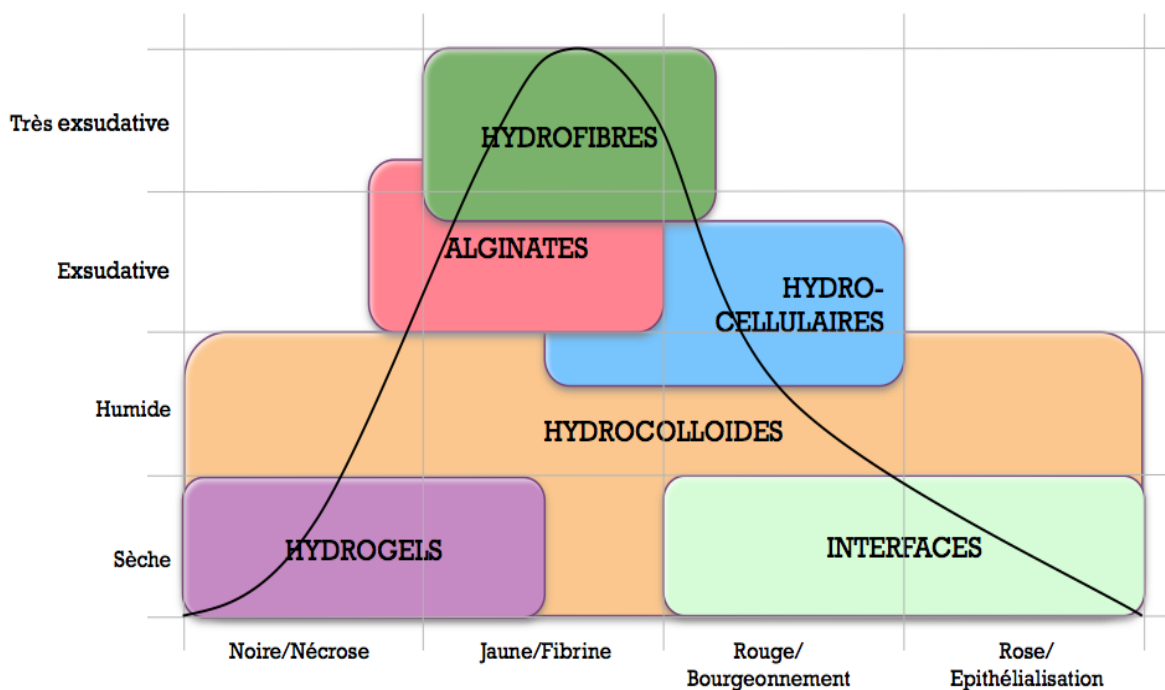 Très exsudative
HYDROFIBRES
ALGINATES
Exsudative
HYDRO-
CELLULAIRES
Humide
HYDROCOLLOIDES
Sèche
HYDROGELS
INTERFACES
Noire/Nécrose
Jaune/Fibrine
Rouge/
Bourgeonnement
Rose/
Epithélialisation